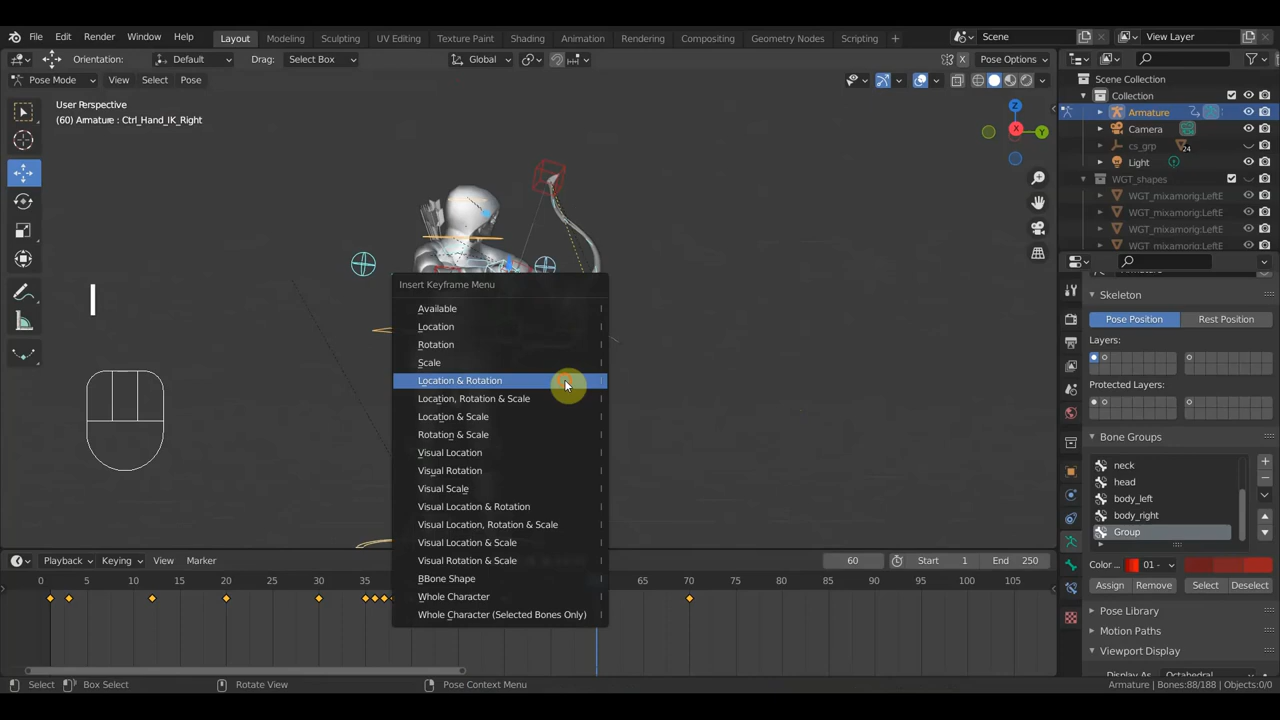 File Edit Render Window Help Layout Modeling Sculpting UV Editing Texture Paint Shading Animation Rendering Compositing Geometry Nodes Scripting + Scene View Layer
Orientation: Default Drag: Select Box Global X Pose Options
Pose Mode View Select Pose
User Perspective
(60) Armature : Ctrl_Hand_IK_Right
Z
Y
X
Scene Collection
Collection
Armature
Camera
cs_grp 24
Light
WGT_shapes
WGT_mixamorig:LeftE
WGT_mixamorig:LeftE
WGT_mixamorig:LeftE
WGT_mixamorig:LeftE
I
Insert Keyframe Menu
Available I
Location I
Rotation I
Scale I
Location & Rotation I
Location, Rotation & Scale I
Location & Scale I
Rotation & Scale I
Visual Location I
Visual Rotation I
Visual Scale I
Visual Location & Rotation I
Visual Location, Rotation & Scale I
Visual Location & Scale I
Visual Rotation & Scale I
BBone Shape I
Whole Character I
Whole Character (Selected Bones Only) I
Skeleton
Pose Position Rest Position
Layers:
Protected Layers:
Bone Groups
neck
head
body_left
body_right
Group
Color ... 01 -
Assign Remove Select Deselect
Pose Library
Motion Paths
Viewport Display
Display As Octahedral
Playback Keying View Marker 60 Start 1 End 250
0 5 10 15 20 25 30 35 65 70 75 80 85 90 95 100 105
Select Box Select Rotate View Pose Context Menu Armature | Bones:88/188 | Objects:0/0